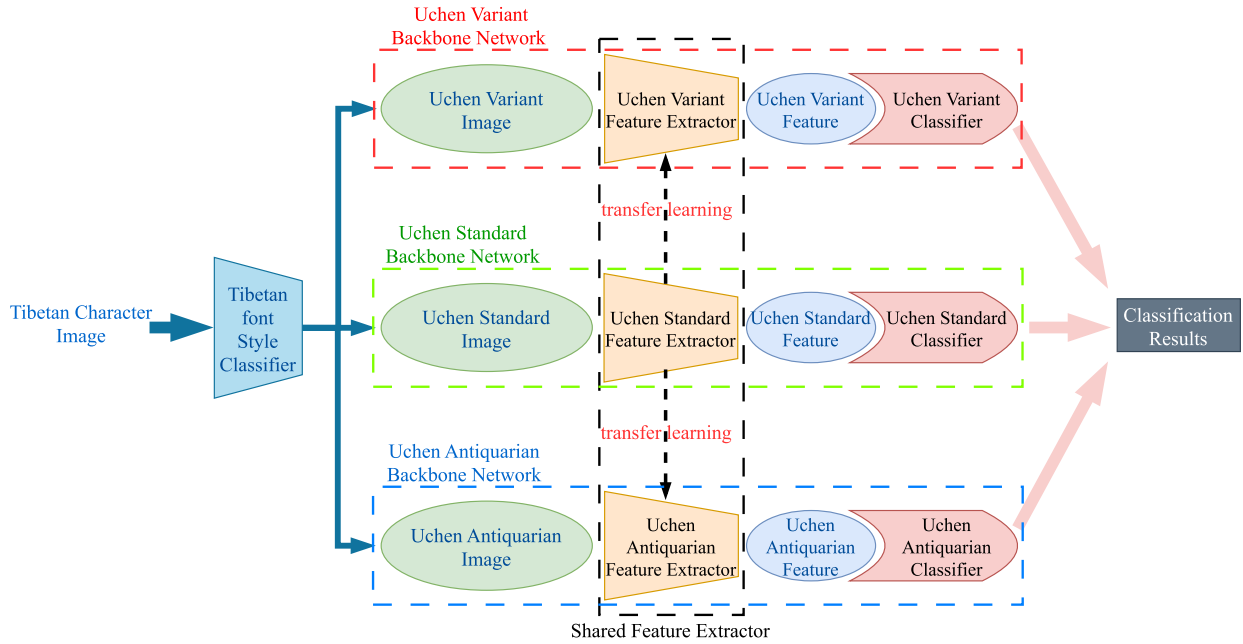 Uchen Variant
Backbone Network
Uchen Variant
Image
Uchen Variant
Feature Extractor
Uchen Variant
Feature
Uchen Variant
Classifier
transfer learning
Uchen Standard
Backbone Network
Tibetan Character
Image
Tibetan
font
Style
Classifier
Uchen Standard
Image
Uchen Standard
Feature Extractor
Uchen Standard
Feature
Uchen Standard
Classifier
Classification
Results
transfer learning
Uchen Antiquarian
Backbone Network
Uchen Antiquarian
Image
Uchen
Antiquarian
Feature Extractor
Uchen
Antiquarian
Feature
Uchen
Antiquarian
Classifier
Shared Feature Extractor